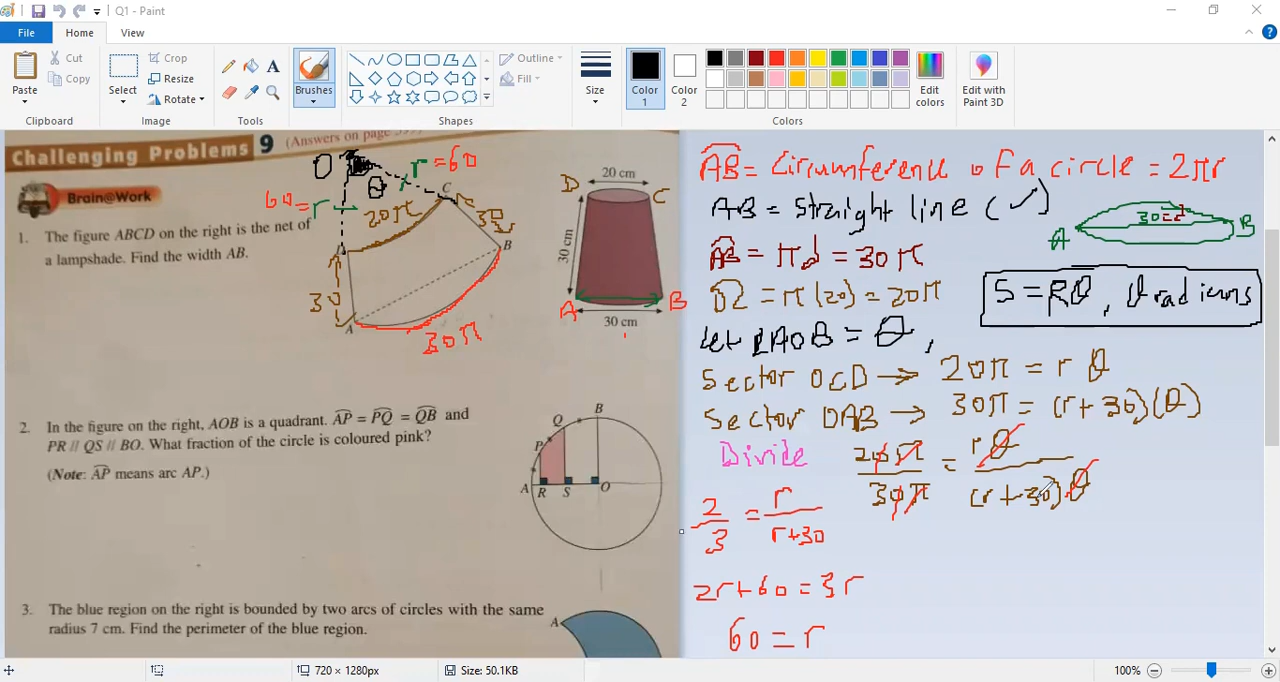 Q1 - Paint
File
Home
View
Paste
Cut
Copy
Clipboard
Select
Crop
Resize
Rotate
Image
A
Tools
Brushes
Outline
Fill
Shapes
Size
Color 1
Color 2
Edit colors
Edit with Paint 3D
Colors
Challenging Problems 9
Brain@Work
1. The figure ABCD on the right is the net of
a lampshade. Find the width AB.
O
θ
r = 60
60 = r
20π
C
30
B
30
A
30π
20 cm
D
C
30 cm
A
B
30 cm
AB = Circumference of a circle = 2πr
AB = Straight line (✓)
30 = d
A
B
AB = πd = 30π
S = Rθ, θ radians
= π(20) = 20π
Let ∠AOB = θ,
Sector OCD → 20π = r θ
Sector OAB → 30π = (r+30)(θ)
Divide
20π/30π = rθ/(r+30)θ
2/3 = r/r+30
2r+60 = 3r
60 = r
2. In the figure on the right, AOB is a quadrant. AP = PQ = QB and
PR // QS // BO. What fraction of the circle is coloured pink?
(Note: AP means arc AP.)
B
Q
P
A
R
S
O
3. The blue region on the right is bounded by two arcs of circles with the same
radius 7 cm. Find the perimeter of the blue region.
A
720 × 1280px
Size: 50.1KB
100%